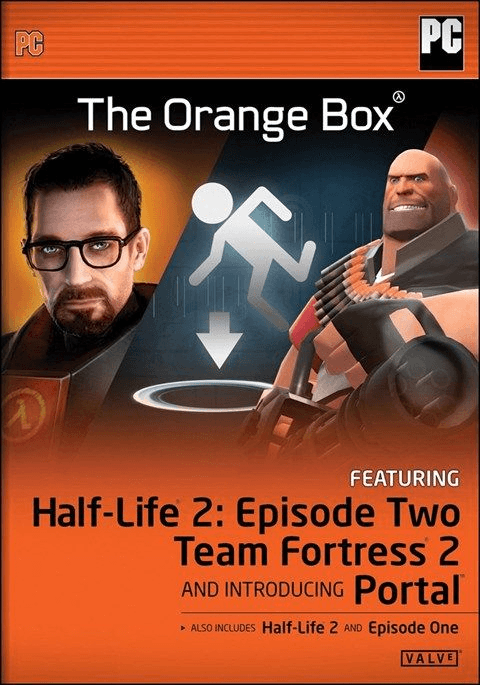 PC
PC
The Orange Box
FEATURING
Half-Life® 2: Episode Two
Team Fortress® 2
AND INTRODUCING Portal™
▸ ALSO INCLUDES Half-Life 2 AND Episode One
VALVE®